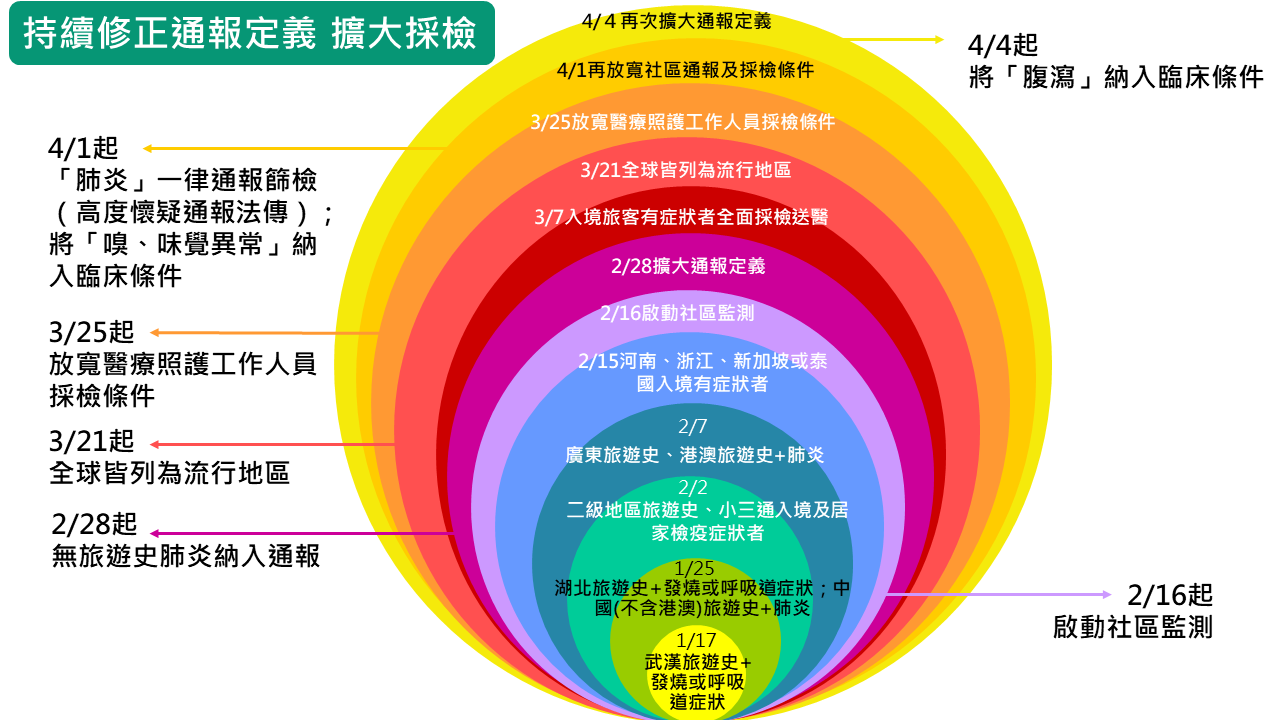 持續修正通報定義 擴大採檢
4/4再次擴大通報定義
4/1再放寬社區通報及採檢條件
3/25放寬醫療照護工作人員採檢條件
3/21全球皆列為流行地區
3/7入境旅客有症狀者全面採檢送醫
2/28擴大通報定義
2/16啟動社區監測
2/15河南、浙江、新加坡或泰
國入境有症狀者
2/7
廣東旅遊史、港澳旅遊史+肺炎
2/2
二級地區旅遊史、小三通入境及居
家檢疫症狀者
1/25
湖北旅遊史+發燒或呼吸道症狀；中
國(不含港澳)旅遊史+肺炎
1/17
武漢旅遊史+
發燒或呼吸
道症狀
4/1起
「肺炎」一律通報篩檢
（高度懷疑通報法傳）；
將「嗅、味覺異常」納
入臨床條件
3/25起
放寬醫療照護工作人員
採檢條件
3/21起
全球皆列為流行地區
2/28起
無旅遊史肺炎納入通報
4/4起
將「腹瀉」納入臨床條件
2/16起
啟動社區監測